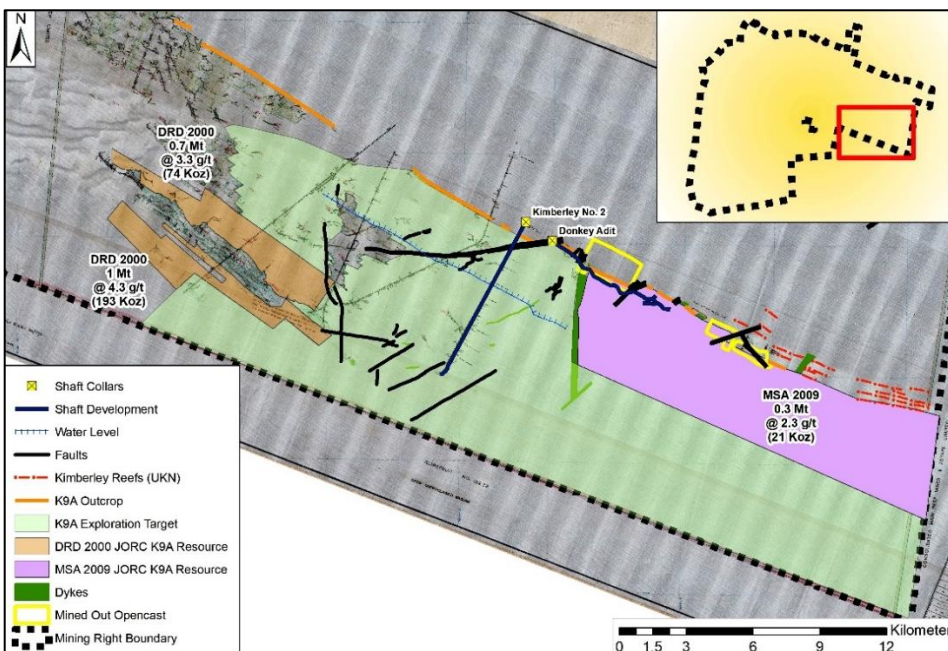 N
DRD 2000
0.7 Mt
@ 3.3 g/t
(74 Koz)
Kimberley No. 2
Donkey Adit
DRD 2000
1 Mt
@ 4.3 g/t
(193 Koz)
MSA 2009
0.3 Mt
@ 2.3 g/t
(21 Koz)
Shaft Collars
Shaft Development
Water Level
Faults
Kimberley Reefs (UKN)
K9A Outcrop
K9A Exploration Target
DRD 2000 JORC K9A Resource
MSA 2009 JORC K9A Resource
Dykes
Mined Out Opencast
Mining Right Boundary
Kilometer
0 1.5 3 6 9 12